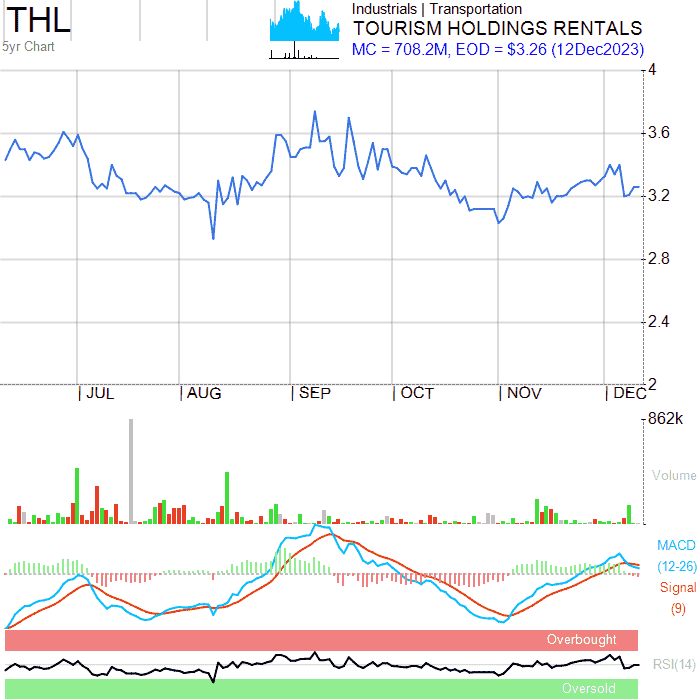 THL
5yr Chart
Industrials | Transportation
TOURISM HOLDINGS RENTALS
MC = 708.2M, EOD = $3.26 (12Dec2023)
4
3.6
3.2
2.8
2.4
2
JUL AUG SEP OCT NOV DEC
862k
Volume
MACD
(12-26)
Signal
(9)
Overbought
RSI(14)
Oversold